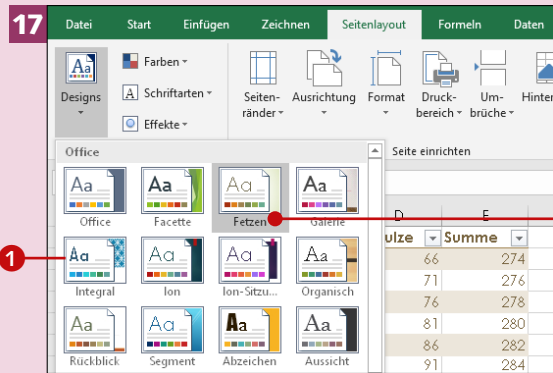 17
Datei Start Einfügen Zeichnen Seitenlayout Formeln Daten
Aa Designs
Farben
A Schriftarten
Effekte
Seiten-
ränder
Ausrichtung
Format
Druck-
bereich
Um-
brüche
Office
Seite einrichten
Aa Aa Aa Aa
Office Facette Fetzen Galerie
D E
ulze Summe
Aa Aa Aa Aa
66 274
1
Integral Ion Ion-Sitzu... Organisch
71 276
76 278
Aa Aa Aa Aa
81 280
86 282
Rückblick Segment Abzeichen Aussicht
91 284